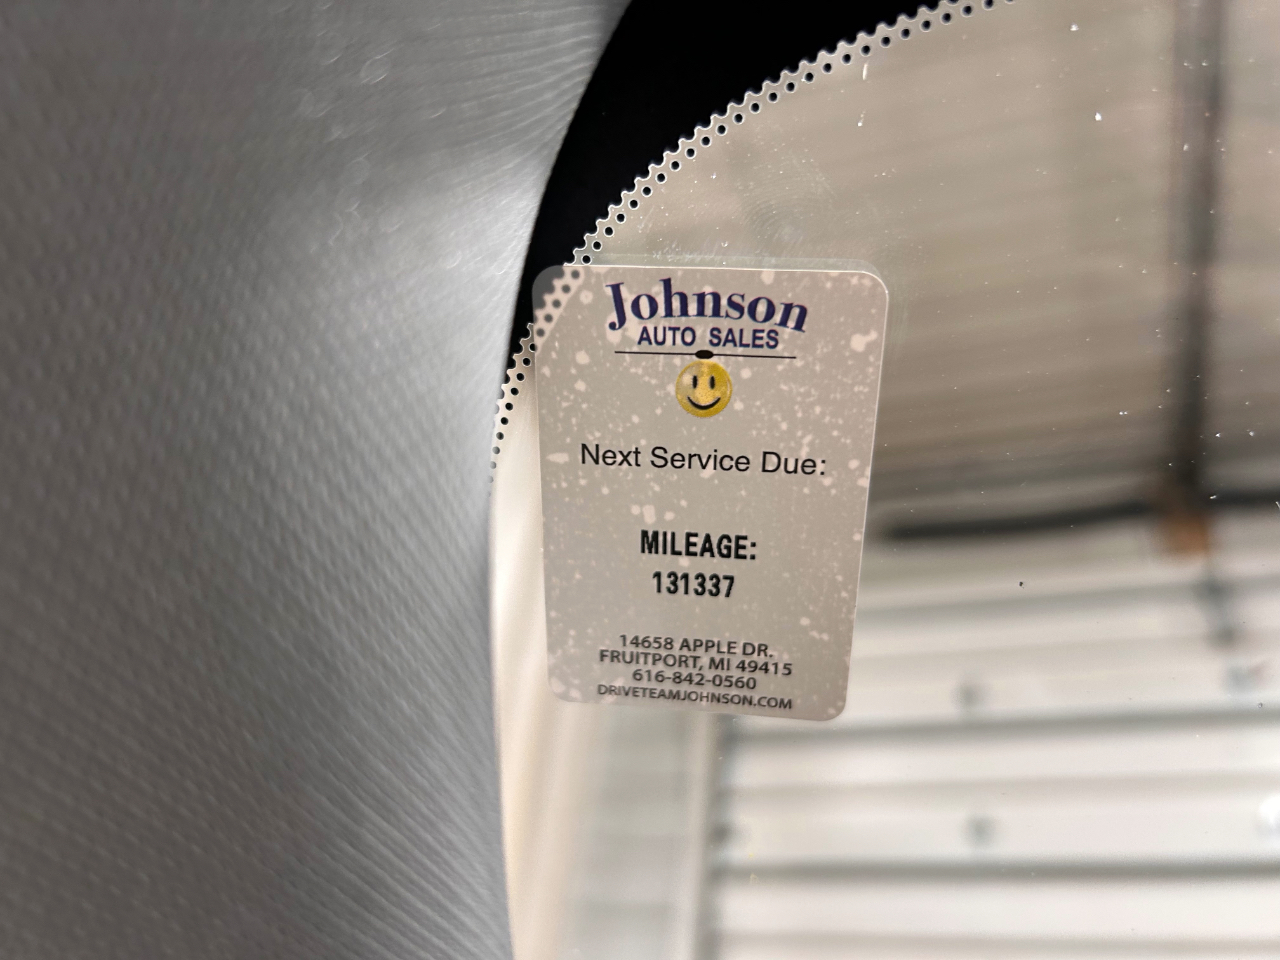 Johnson
AUTO SALES
Next Service Due:
MILEAGE:
131337
14658 APPLE DR.
FRUITPORT, MI 49415
616-842-0560
DRIVETEAMJOHNSON.COM